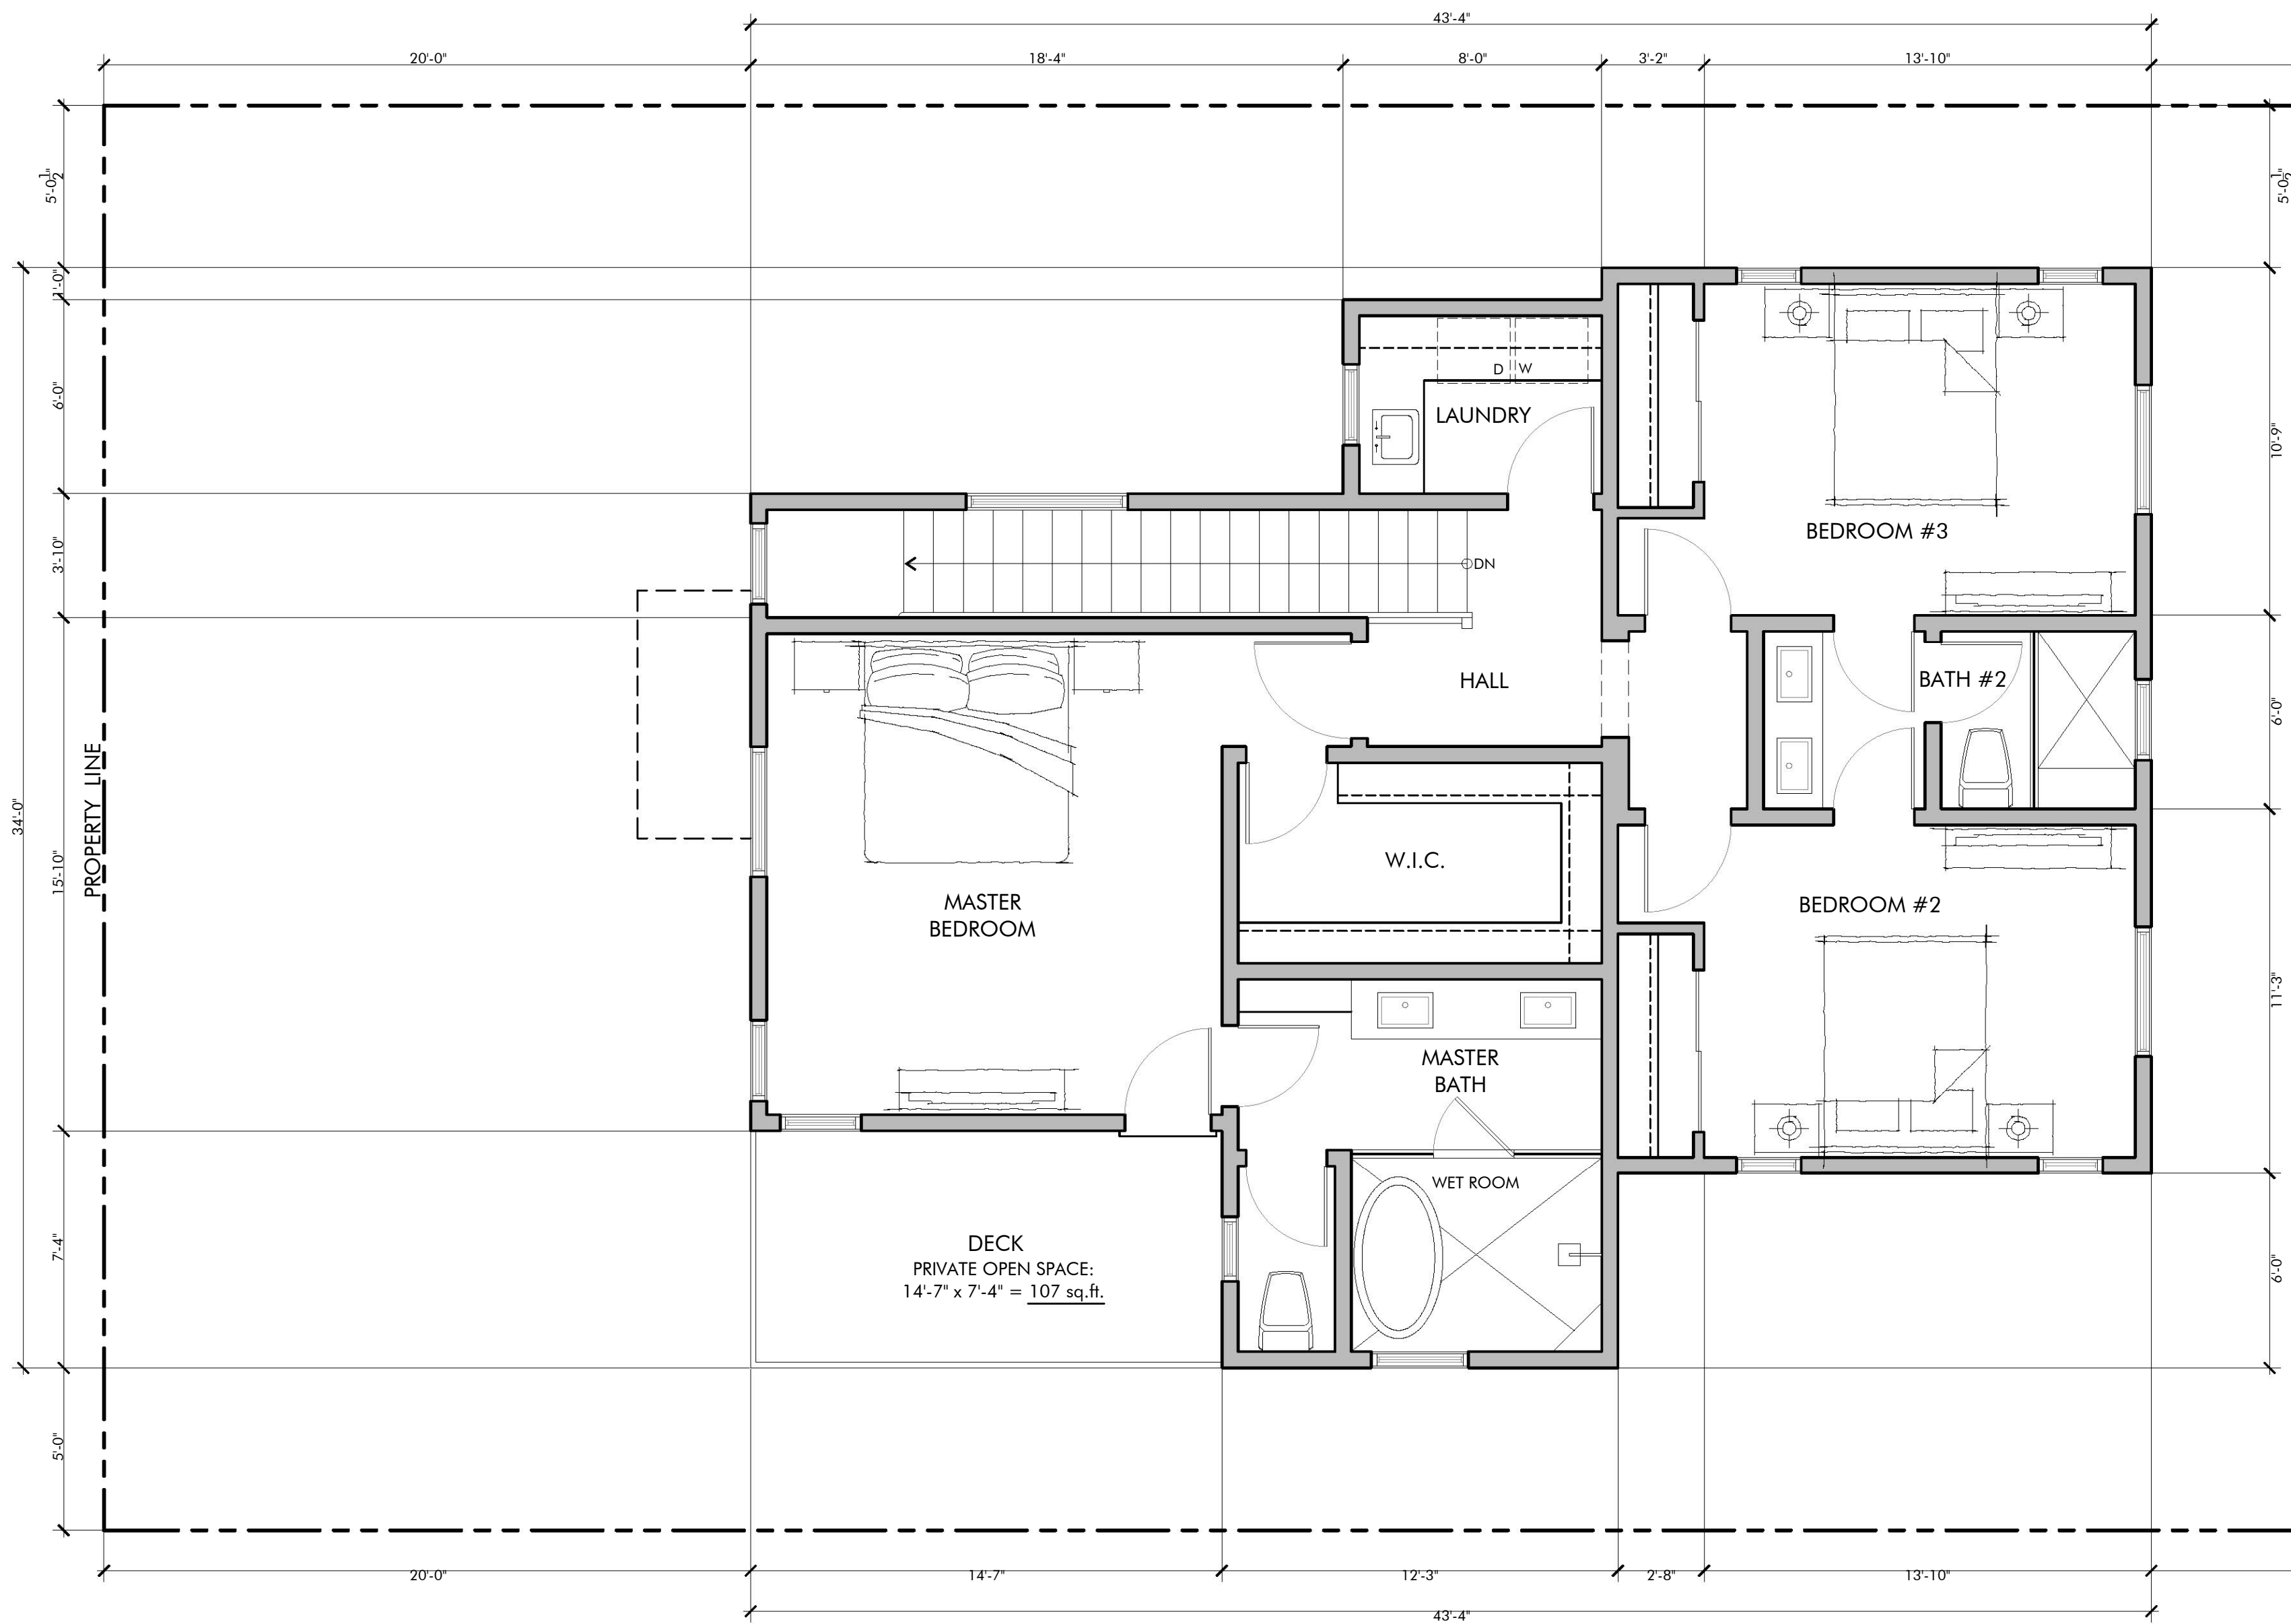 43'-4"
20'-0"
18'-4"
8'-0"
3'-2"
13'-10"
5'-0 1/2"
5'-0 1/2"
1'-0"
6'-0"
D
W
LAUNDRY
10'-9"
BEDROOM #3
3'-10"
DN
HALL
BATH #2
6'-0"
34'-0"
PROPERTY LINE
15'-10"
W.I.C.
MASTER
BEDROOM
BEDROOM #2
11'-3"
MASTER
BATH
WET ROOM
7'-4"
DECK
PRIVATE OPEN SPACE:
14'-7" x 7'-4" = 107 sq.ft.
6'-0"
5'-0"
20'-0"
14'-7"
12'-3"
2'-8"
13'-10"
43'-4"